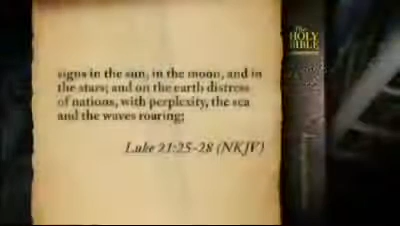 The
HOLY
BIBLE
signs in the sun, in the moon, and in
the stars; and on the earth distress
of nations, with perplexity, the sea
and the waves roaring;
Luke 21:25-28 (NKJV)